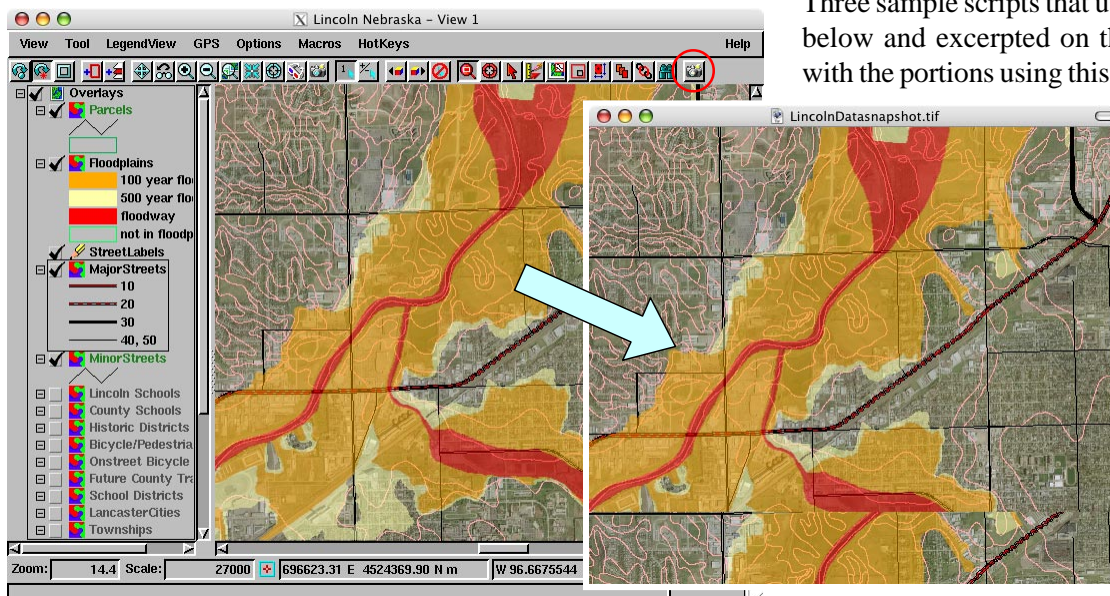 Three sample scripts that u
below and excerpted on th
with the portions using this
Lincoln Nebraska - View 1
View Tool LegendView GPS Options Macros HotKeys Help
LincolnDatasnapshot.tif
Overlays
Parcels
Floodplains
100 year flo
500 year flo
floodway
not in floodp
StreetLabels
MajorStreets
10
20
30
40, 50
MinorStreets
Lincoln Schools
County Schools
Historic Districts
Bicycle/Pedestria
Onstreet Bicycle
Future County Tra
School Districts
LancasterCities
Townships
Zoom: 14.4 Scale: 27000 696623.31 E 4524369.90 N m W 96.6675544